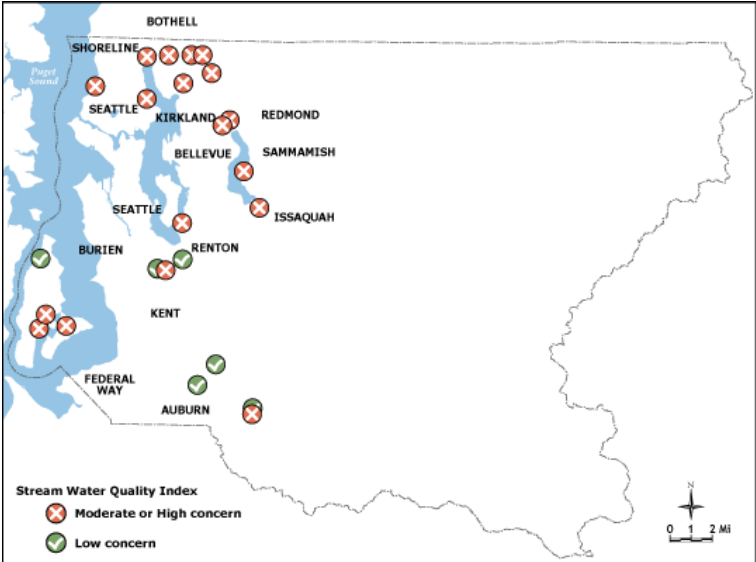 BOTHELL
SHORELINE
Puget
Sound
SEATTLE
KIRKLAND
REDMOND
BELLEVUE
SAMMAMISH
SEATTLE
ISSAQUAH
BURIEN
RENTON
KENT
FEDERAL
WAY
AUBURN
Stream Water Quality Index
Moderate or High concern
Low concern
N
0 1 2 Mi